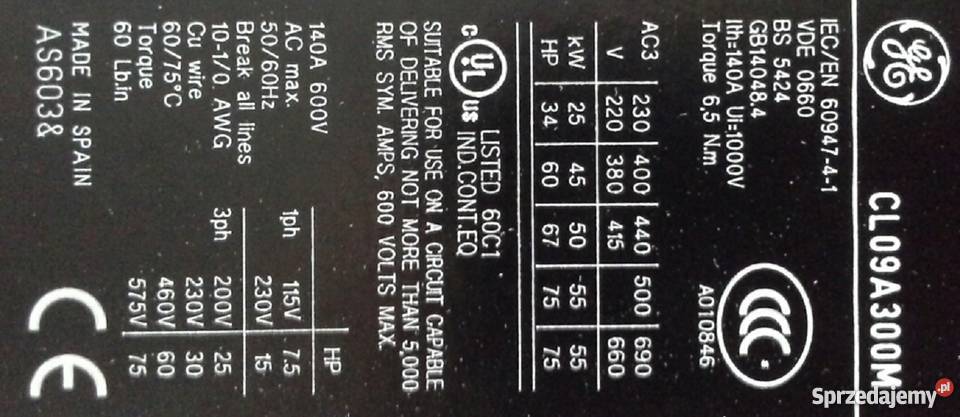 GE CL09A300M
IEC/EN 60947-4-1
VDE 0660
BS 5424
GB14048.4
Ith=140A Ui=1000V
Torque 6,5 N.m
A010846
AC3 230 400 440 500 690
V -220 380 415 660
kW 25 45 50 -55 55
HP 34 60 67 75 75
C UL US LISTED 60C1
IND.CONT.EQ
SUITABLE FOR USE ON A CIRCUIT CAPABLE
OF DELIVERING NOT MORE THAN 5,000
RMS SYM. AMPS, 600 VOLTS MAX.
140A 600V HP
AC max. 1ph 115V 7.5
50/60Hz 230V 15
Break all lines
10-1/0 AWG 3ph 200V 25
Cu wire 230V 30
60/75°C 460V 60
Torque 575V 75
60 Lb.in
MADE IN SPAIN
AS603&
CE
Sprzedajemy.pl